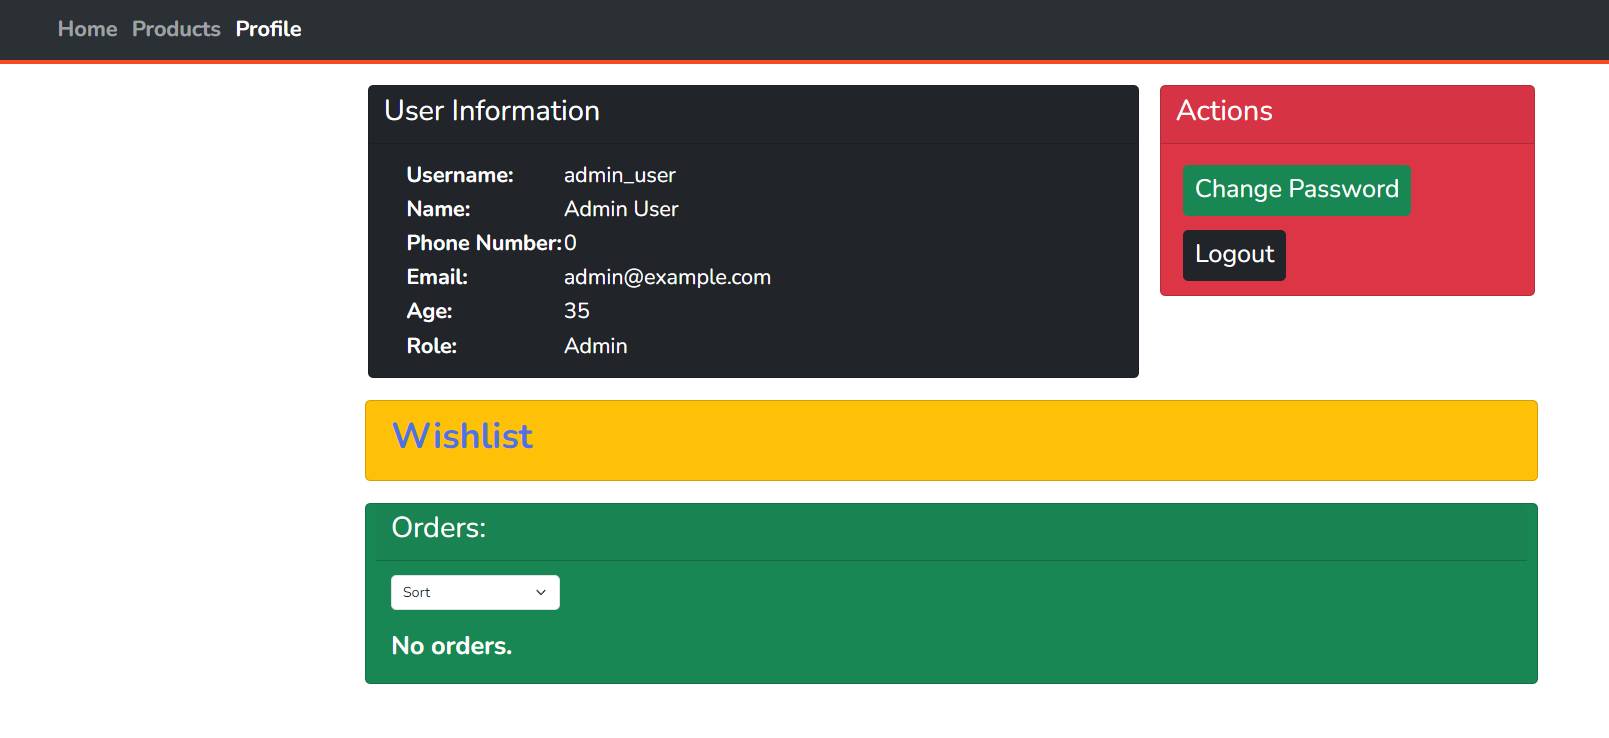 Home Products Profile
User Information
Username: admin_user
Name: Admin User
Phone Number: 0
Email: admin@example.com
Age: 35
Role: Admin
Actions
Change Password
Logout
Wishlist
Orders:
Sort
No orders.